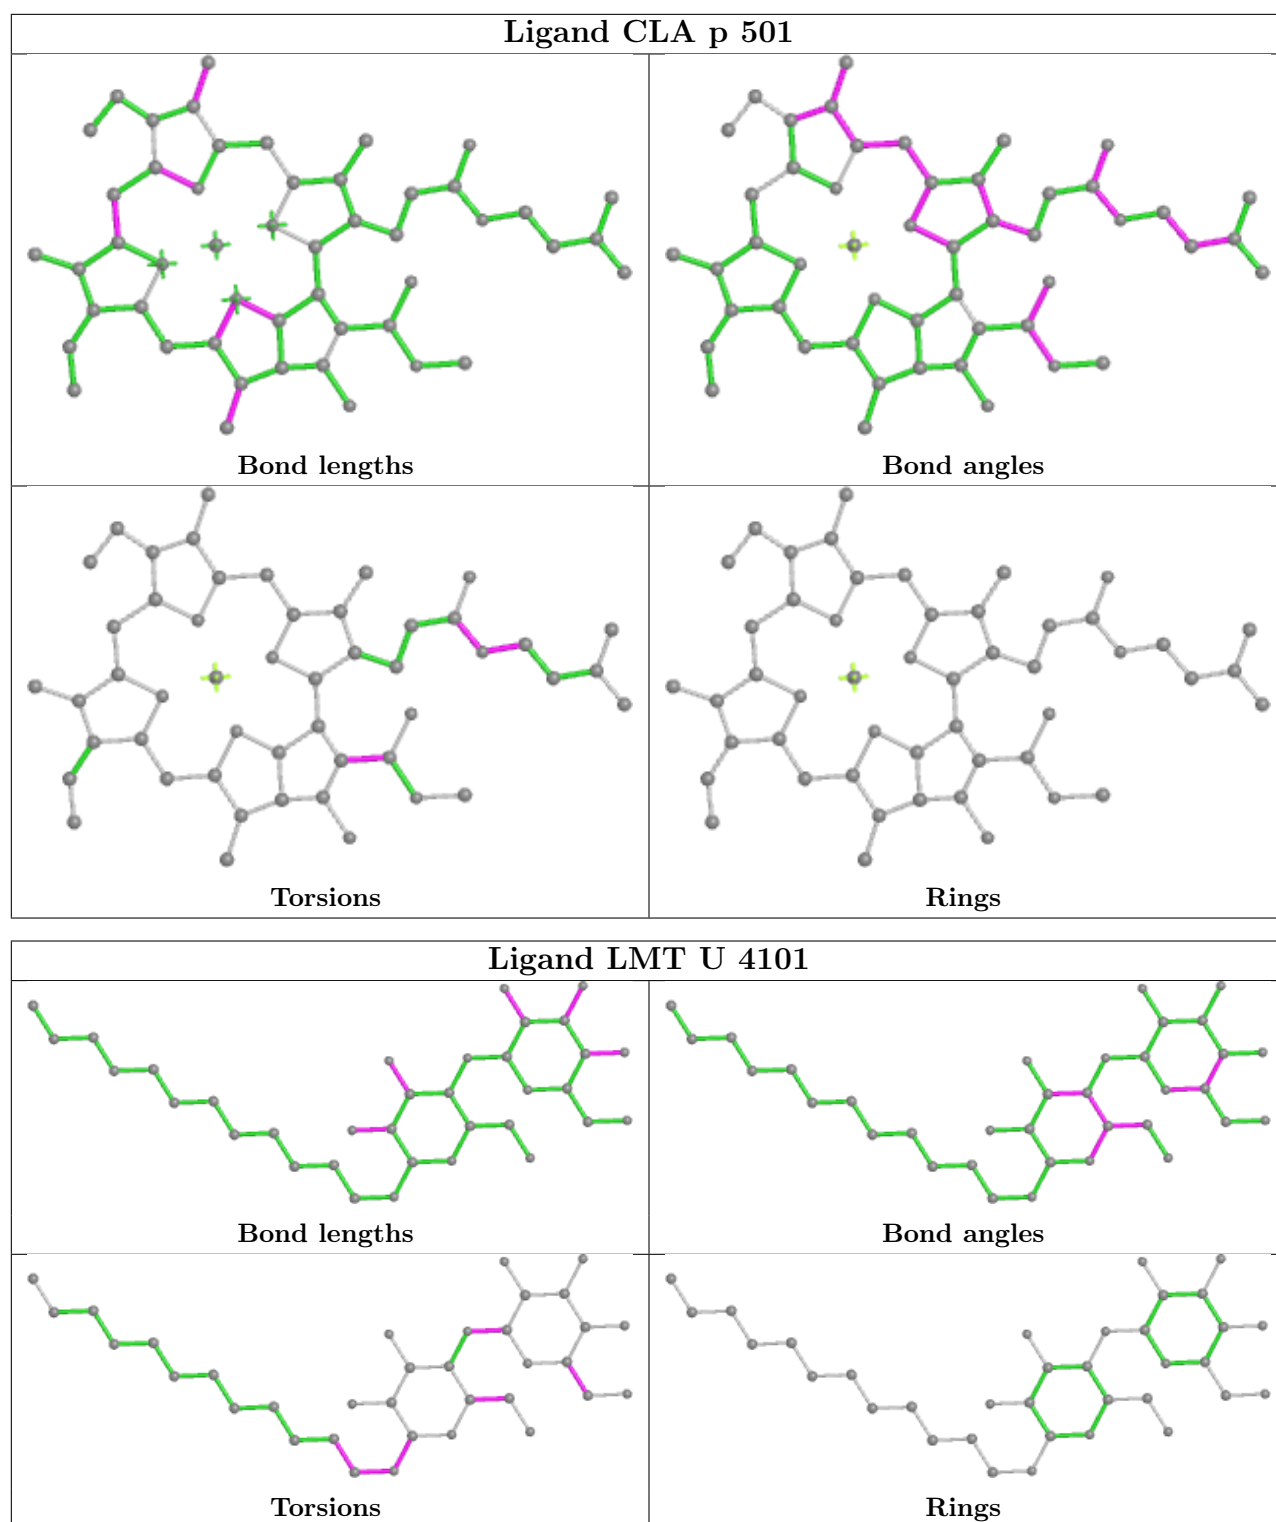 Ligand CLA p 501
Bond lengths
Bond angles
Torsions
Rings
Ligand LMT U 4101
Bond lengths
Bond angles
Torsions
Rings